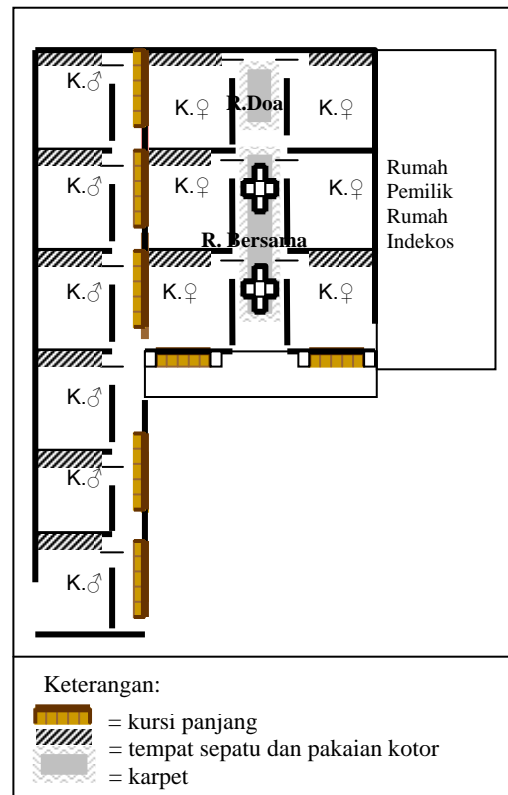 K.♂
R.Doa
K.♀ K.♀
K.♂ K.♀ K.♀
Rumah
Pemilik
Rumah
Indekos
R. Bersama
K.♂ K.♀ K.♀
K.♂
K.♂
K.♂
Keterangan:
= kursi panjang
= tempat sepatu dan pakaian kotor
= karpet